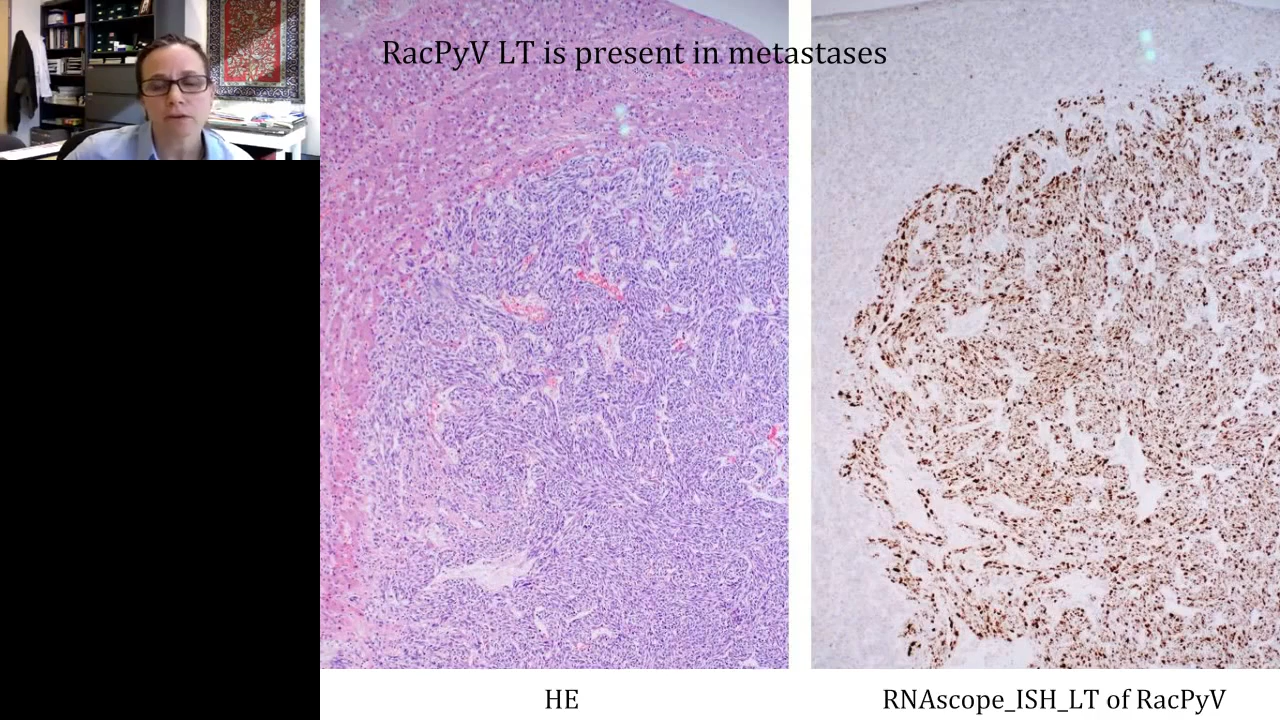 RacPyV LT is present in metastases
HE
RNAscope_ISH_LT of RacPyV